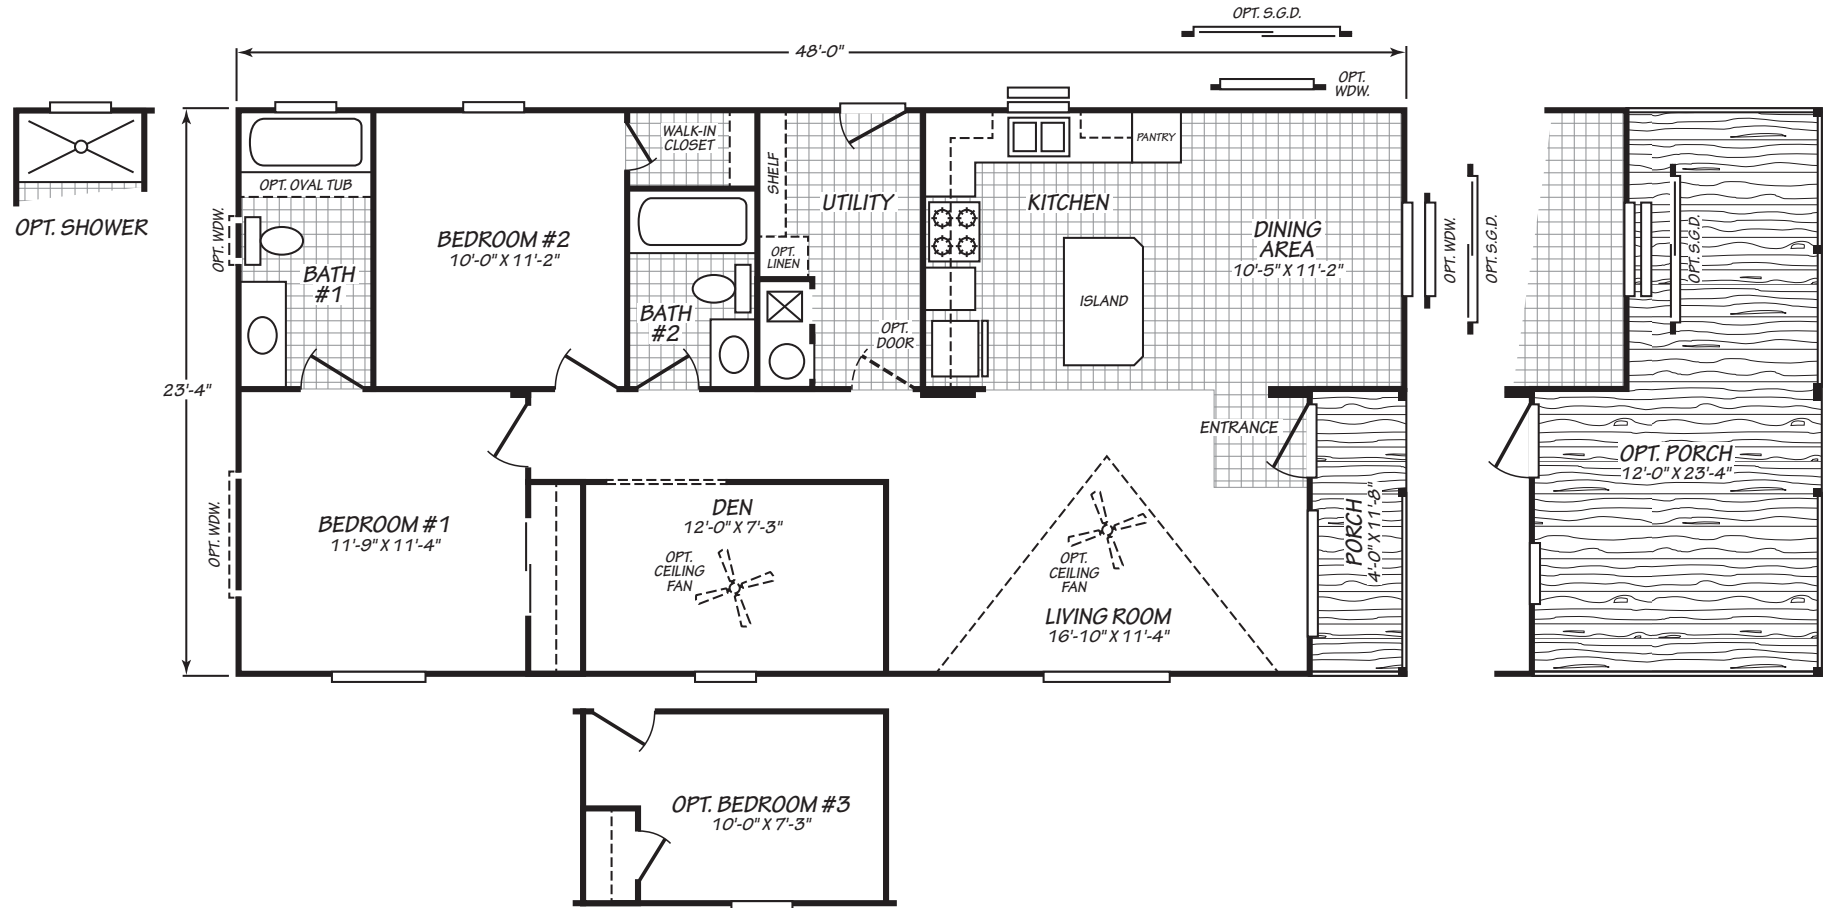 OPT. S.G.D.
48'-0"
OPT.
WDW.
OPT. SHOWER
OPT. OVAL TUB
OPT. WDW.
BATH
#1
BEDROOM #2
10'-0" X 11'-2"
WALK-IN
CLOSET
BATH
#2
SHELF
UTILITY
OPT.
LINEN
OPT.
DOOR
PANTRY
KITCHEN
ISLAND
DINING
AREA
10'-5" X 11'-2"
OPT. WDW.
OPT. S.G.D.
OPT. S.G.D.
23'-4"
ENTRANCE
OPT. WDW.
BEDROOM #1
11'-9" X 11'-4"
DEN
12'-0" X 7'-3"
OPT.
CEILING
FAN
OPT.
CEILING
FAN
LIVING ROOM
16'-10" X 11'-4"
PORCH
4'-0" X 11'-8"
OPT. PORCH
12'-0" X 23'-4"
OPT. BEDROOM #3
10'-0" X 7'-3"